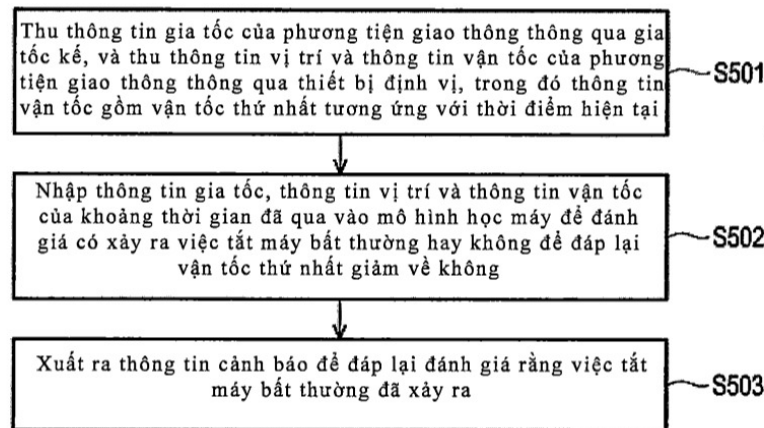 Thu thông tin gia tốc của phương tiện giao thông thông qua gia
tốc kế, và thu thông tin vị trí và thông tin vận tốc của phương
tiện giao thông thông qua thiết bị định vị, trong đó thông tin
vận tốc gồm vận tốc thứ nhất tương ứng với thời điểm hiện tại
S501
Nhập thông tin gia tốc, thông tin vị trí và thông tin vận tốc
của khoảng thời gian đã qua vào mô hình học máy để đánh
giá có xảy ra việc tắt máy bất thường hay không để đáp lại
vận tốc thứ nhất giảm về không
S502
Xuất ra thông tin cảnh báo để đáp lại đánh giá rằng việc tắt
máy bất thường đã xảy ra
S503